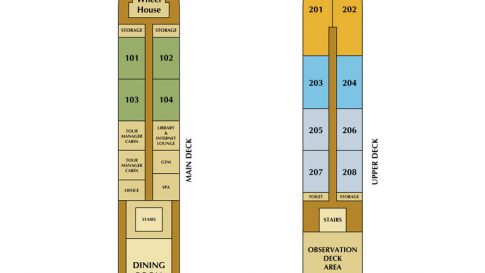 Wheel
House
STORAGE
STORAGE
101
102
103
104
TOUR
MANAGER
CABIN
LIBRARY
&
INTERNET
LOUNGE
TOUR
MANAGER
CABIN
GYM
OFFICE
SPA
STAIRS
DINING
ROOM
MAIN DECK
201
202
203
204
205
206
207
208
TOILET
STORAGE
STAIRS
OBSERVATION
DECK
AREA
UPPER DECK